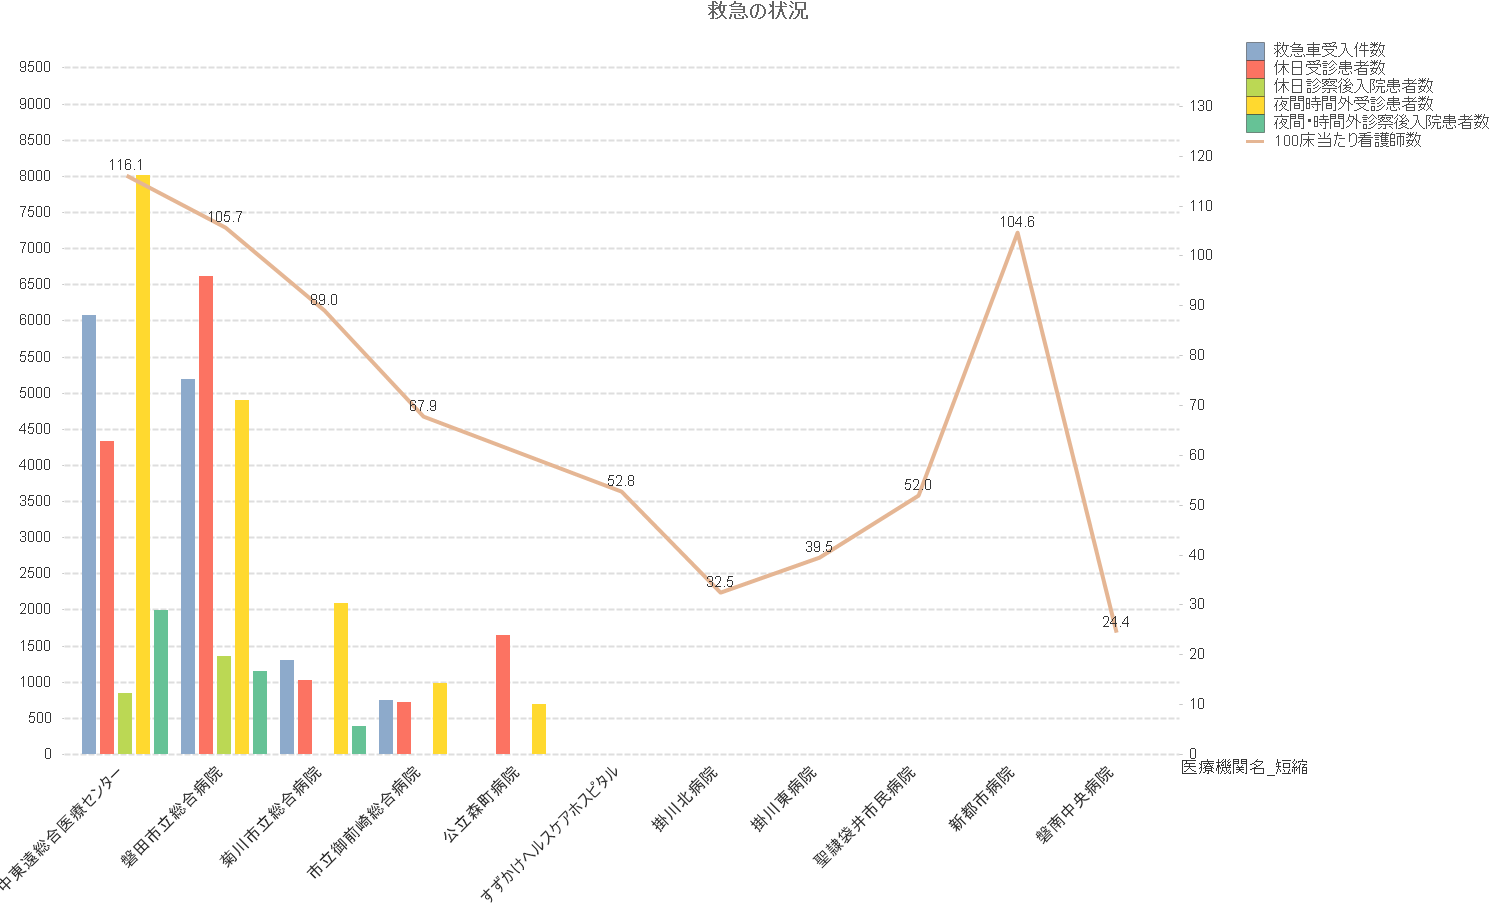 救急の状況
救急車受入件数
休日受診患者数
休日診察後入院患者数
夜間時間外受診患者数
夜間・時間外診察後入院患者数
100床当たり看護師数
9500
9000
8500
8000
7500
7000
6500
6000
5500
5000
4500
4000
3500
3000
2500
2000
1500
1000
500
0
116.1
105.7
89.0
67.9
52.8
32.5
39.5
52.0
104.6
24.4
130
120
110
100
90
80
70
60
50
40
30
20
10
0
医療機関名_短縮
中東遠総合医療センター
磐田市立総合病院
菊川市立総合病院
市立御前崎総合病院
公立森町病院
すずかけヘルスケアホスピタル
掛川北病院
掛川東病院
聖隷袋井市民病院
新都市病院
磐南中央病院